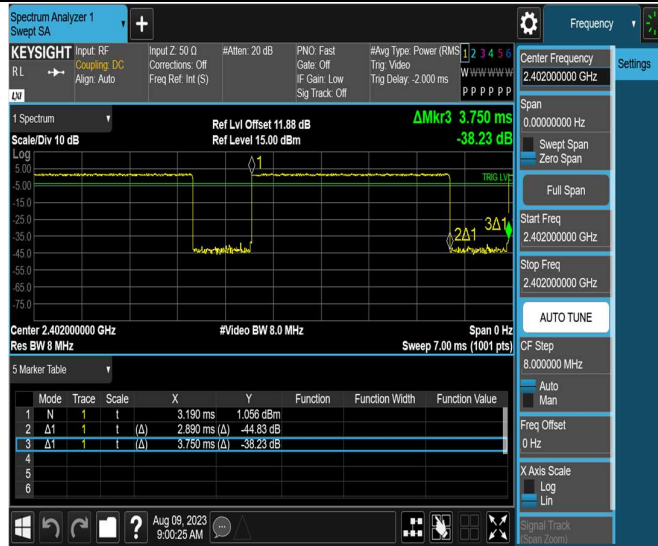 Spectrum Analyzer 1
Swept SA
+
Frequency
KEYSIGHT
RL
LXI
Input: RF
Coupling: DC
Align: Auto
Input Z: 50 Ω
Corrections: Off
Freq Ref: Int (S)
#Atten: 20 dB
PNO: Fast
Gate: Off
IF Gain: Low
Sig Track: Off
#Avg Type: Power (RMS
Trig: Video
Trig Delay: -2.000 ms
1 2 3 4 5 6
W W W W W W
P P P P P P
1 Spectrum
Scale/Div 10 dB
Ref Lvl Offset 11.88 dB
Ref Level 15.00 dBm
ΔMkr3 3.750 ms
-38.23 dB
Log
5.00
-5.00
-15.0
-25.0
-35.0
-45.0
-55.0
-65.0
-75.0
1
TRIG LVL
2Δ1
3Δ1
Center 2.402000000 GHz
#Video BW 8.0 MHz
Span 0 Hz
Res BW 8 MHz
Sweep 7.00 ms (1001 pts)
5 Marker Table
Mode Trace Scale X Y Function Function Width Function Value
1 N 1 t 3.190 ms 1.056 dBm
2 Δ1 1 t (Δ) 2.890 ms (Δ) -44.83 dB
3 Δ1 1 t (Δ) 3.750 ms (Δ) -38.23 dB
4
5
6
Aug 09, 2023
9:00:25 AM
Center Frequency
2.402000000 GHz
Settings
Span
0.00000000 Hz
Swept Span
Zero Span
Full Span
Start Freq
2.402000000 GHz
Stop Freq
2.402000000 GHz
AUTO TUNE
CF Step
8.000000 MHz
Auto
Man
Freq Offset
0 Hz
X Axis Scale
Log
Lin
Signal Track
(Span Zoom)